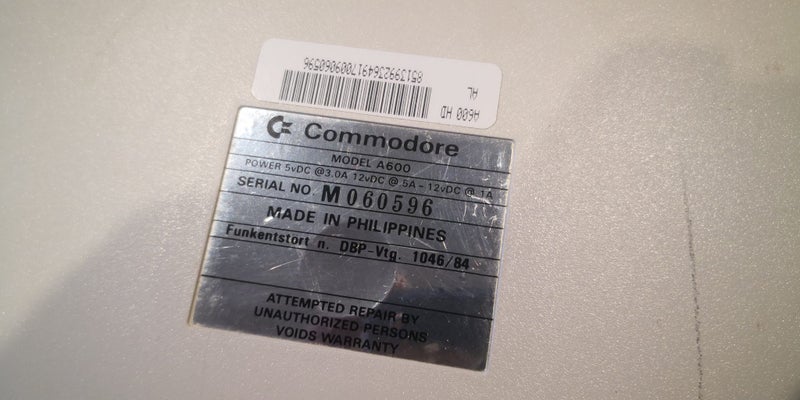 A600 HD
AL
85139923649170090060596
Commodore
MODEL A600
POWER 5vDC @3.0A 12vDC @.5A - 12vDC @.1A
SERIAL NO M060596
MADE IN PHILIPPINES
Funkentstort n. DBP-Vtg. 1046/84
ATTEMPTED REPAIR BY
UNAUTHORIZED PERSONS
VOIDS WARRANTY